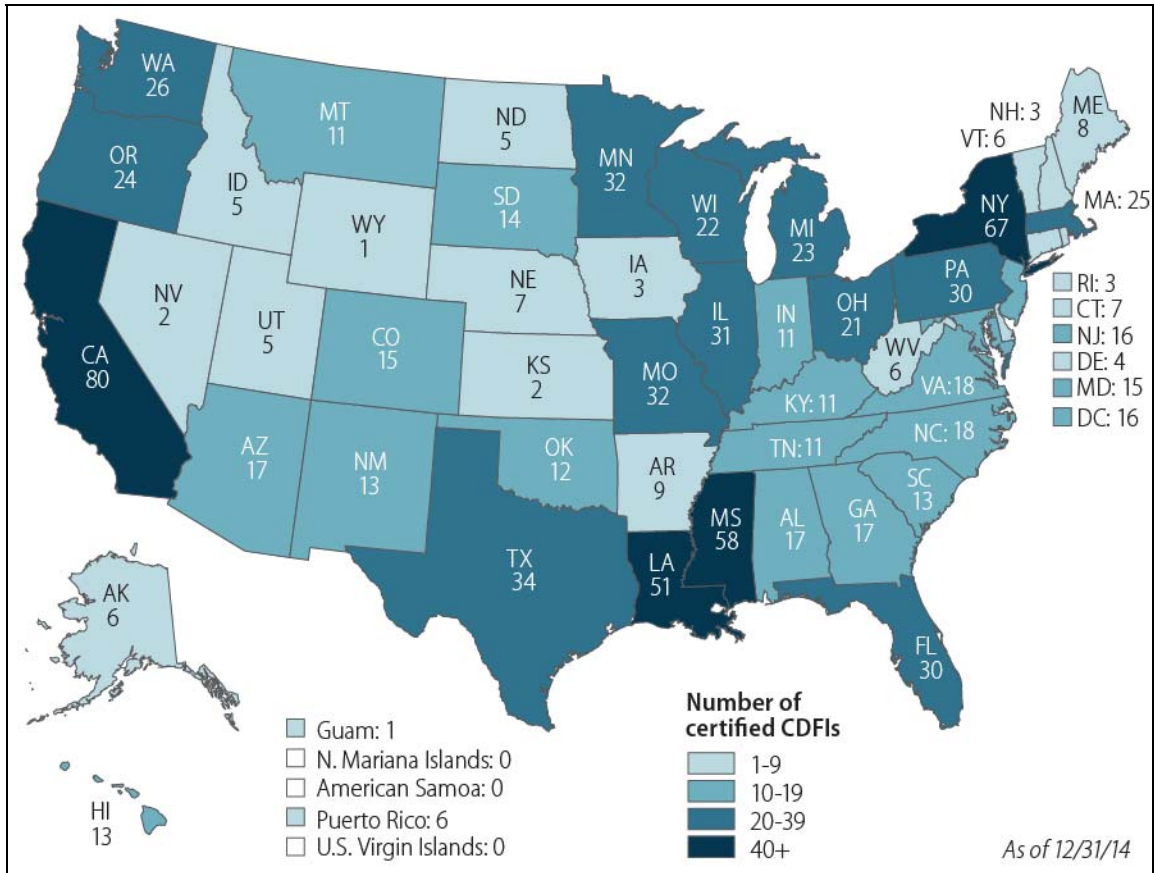 WA
26
MT
11
ND
5
MN
32
NH: 3
VT: 6
ME
8
OR
24
ID
5
WY
1
SD
14
WI
22
MI
23
NY
67
MA: 25
NV
2
UT
5
CO
15
NE
7
IA
3
IL
31
IN
11
OH
21
PA
30
RI: 3
CT: 7
NJ: 16
DE: 4
MD: 15
DC: 16
CA
80
KS
2
MO
32
WV
6
VA:18
KY: 11
AZ
17
NM
13
OK
12
AR
9
TN:11
NC: 18
SC
13
TX
34
LA
51
MS
58
AL
17
GA
17
FL
30
AK
6
HI
13
Guam: 1
N. Mariana Islands: 0
American Samoa: 0
Puerto Rico: 6
U.S. Virgin Islands: 0
Number of
certified CDFIs
1-9
10-19
20-39
40+
As of 12/31/14